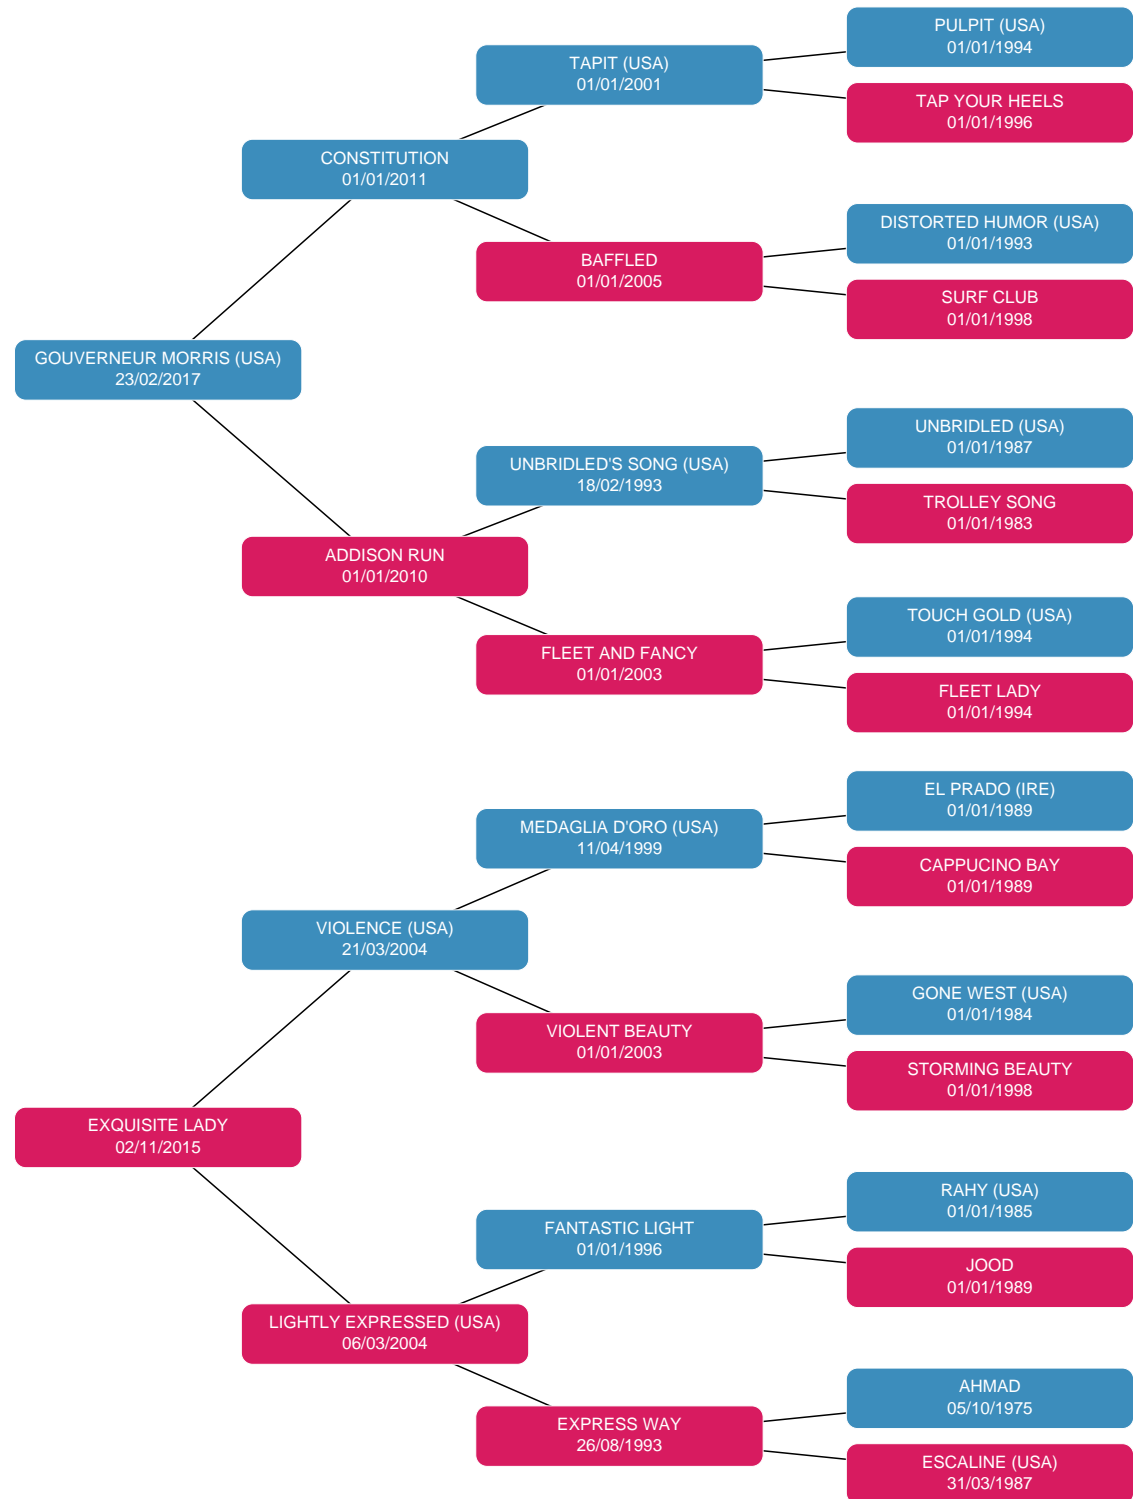 PULPIT (USA)
01/01/1994
TAPIT (USA)
01/01/2001
TAP YOUR HEELS
01/01/1996
CONSTITUTION
01/01/2011
DISTORTED HUMOR (USA)
01/01/1993
BAFFLED
01/01/2005
SURF CLUB
01/01/1998
GOUVERNEUR MORRIS (USA)
23/02/2017
UNBRIDLED (USA)
01/01/1987
UNBRIDLED'S SONG (USA)
18/02/1993
TROLLEY SONG
01/01/1983
ADDISON RUN
01/01/2010
TOUCH GOLD (USA)
01/01/1994
FLEET AND FANCY
01/01/2003
FLEET LADY
01/01/1994
EL PRADO (IRE)
01/01/1989
MEDAGLIA D'ORO (USA)
11/04/1999
CAPPUCINO BAY
01/01/1989
VIOLENCE (USA)
21/03/2004
GONE WEST (USA)
01/01/1984
VIOLENT BEAUTY
01/01/2003
STORMING BEAUTY
01/01/1998
EXQUISITE LADY
02/11/2015
RAHY (USA)
01/01/1985
FANTASTIC LIGHT
01/01/1996
JOOD
01/01/1989
LIGHTLY EXPRESSED (USA)
06/03/2004
AHMAD
05/10/1975
EXPRESS WAY
26/08/1993
ESCALINE (USA)
31/03/1987